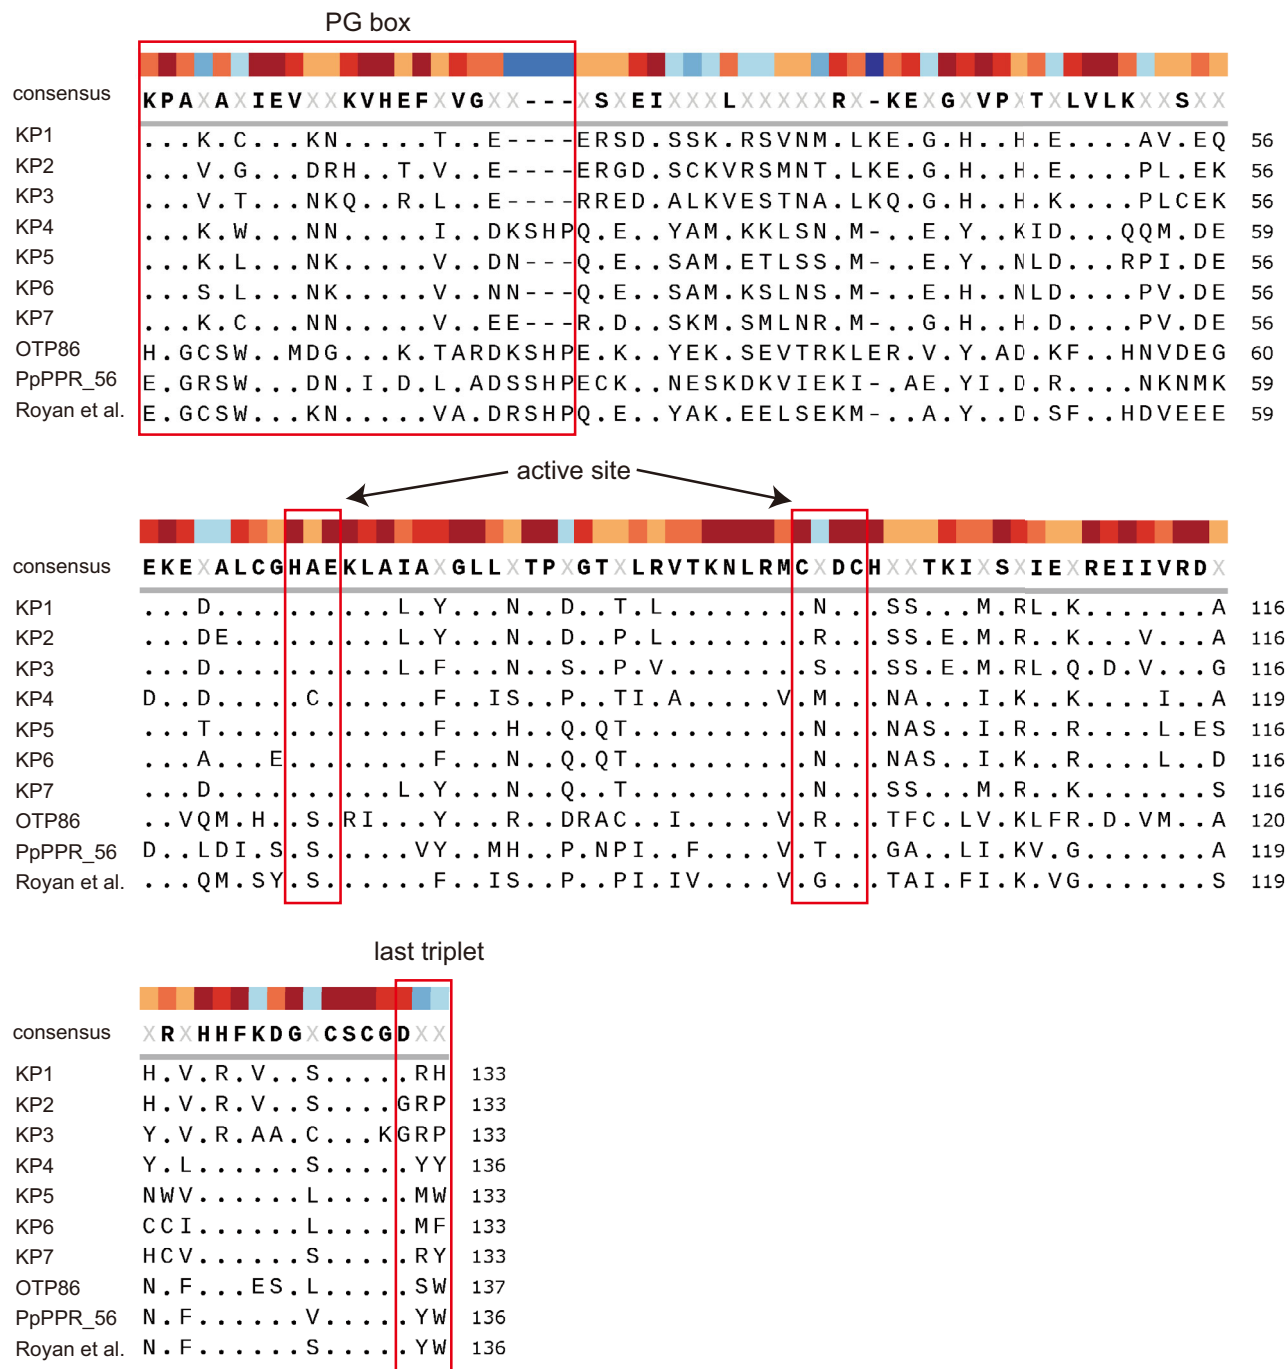 PG box
consensus KPAXAXIEVXXKVHEFXVGXX---XSXEIXXXLXXXXXRX-KEXGXVPXTXLVLKXXSXX
KP1 ...K.C...KN.....T..E----ERSD.SSK.RSVNM.LKE.G.H..H.E....AV.EQ 56
KP2 ...V.G...DRH..T.V..E----ERGD.SCKVRSMNT.LKE.G.H..H.E....PL.EK 56
KP3 ...V.T...NKQ..R.L..E----RRED.ALKVESTNA.LKQ.G.H..H.K....PLCEK 56
KP4 ...K.W...NN.....I..DKSHPQ.E..YAM.KKLSN.M-..E.Y..KID...QQM.DE 59
KP5 ...K.L...NK.....V..DN---Q.E..SAM.ETLSS.M-..E.Y..NLD...RPI.DE 56
KP6 ...S.L...NK.....V..NN---Q.E..SAM.KSLNS.M-..E.H..NLD....PV.DE 56
KP7 ...K.C...NN.....V..EE---R.D..SKM.SMLNR.M-..G.H..H.D....PV.DE 56
OTP86 H.GCSW..MDG...K.TARDKSHPE.K..YEK.SEVTRKLER.V.Y.AD.KF..HNVDEG 60
PpPPR_56 E.GRSW...DN.I.D.L.ADSSHPECK..NESKDKVIEKI-.AE.YI.D.R....NKNMK 59
Royan et al. E.GCSW...KN.....VA.DRSHPQ.E..YAK.EELSEKM-..A.Y..D.SF..HDVEEE 59
active site
consensus EKEXALCGHAEKLAIAXGLLXTPXGTXLRVTKNLRMCXDCHXXTKIXSXIEXREIIVRDX
KP1 ...D..........L.Y...N..D..T.L........N...SS...M.RL.K.......A 116
KP2 ...DE.........L.Y...N..D..P.L........R...SS.E.M.R..K...V...A 116
KP3 ...D..........L.F...N..S..P.V........S...SS.E.M.RL.Q.D.V...G 116
KP4 D..D.....C......F..IS..P..TI.A.....V.M...NA...I.K..K....I..A 119
KP5 ...T............F...H..Q.QT..........N...NAS..I.R..R....L.ES 116
KP6 ...A...E........F...N..Q.QT..........N...NAS..I.K..R....L..D 116
KP7 ...D..........L.Y...N..Q..T..........N...SS...M.R..K.......S 116
OTP86 ..VQM.H..S.RI...Y...R..DRAC..I.....V.R...TFC.LV.KLFR.D.VM..A 120
PpPPR_56 D..LDI.S.S.....VY..MH..P.NPI..F....V.T...GA..LI.KV.G.......A 119
Royan et al. ...QM.SY.S......F..IS..P..PI.IV....V.G...TAI.FI.K.VG.......S 119
last triplet
consensus XRXHHFKDGXCSCGDXX
KP1 H.V.R.V..S.....RH 133
KP2 H.V.R.V..S....GRP 133
KP3 Y.V.R.AA.C...KGRP 133
KP4 Y.L......S.....YY 136
KP5 NWV......L.....MW 133
KP6 CCI......L.....MF 133
KP7 HCV......S.....RY 133
OTP86 N.F...ES.L.....SW 137
PpPPR_56 N.F......V.....YW 136
Royan et al. N.F......S.....YW 136